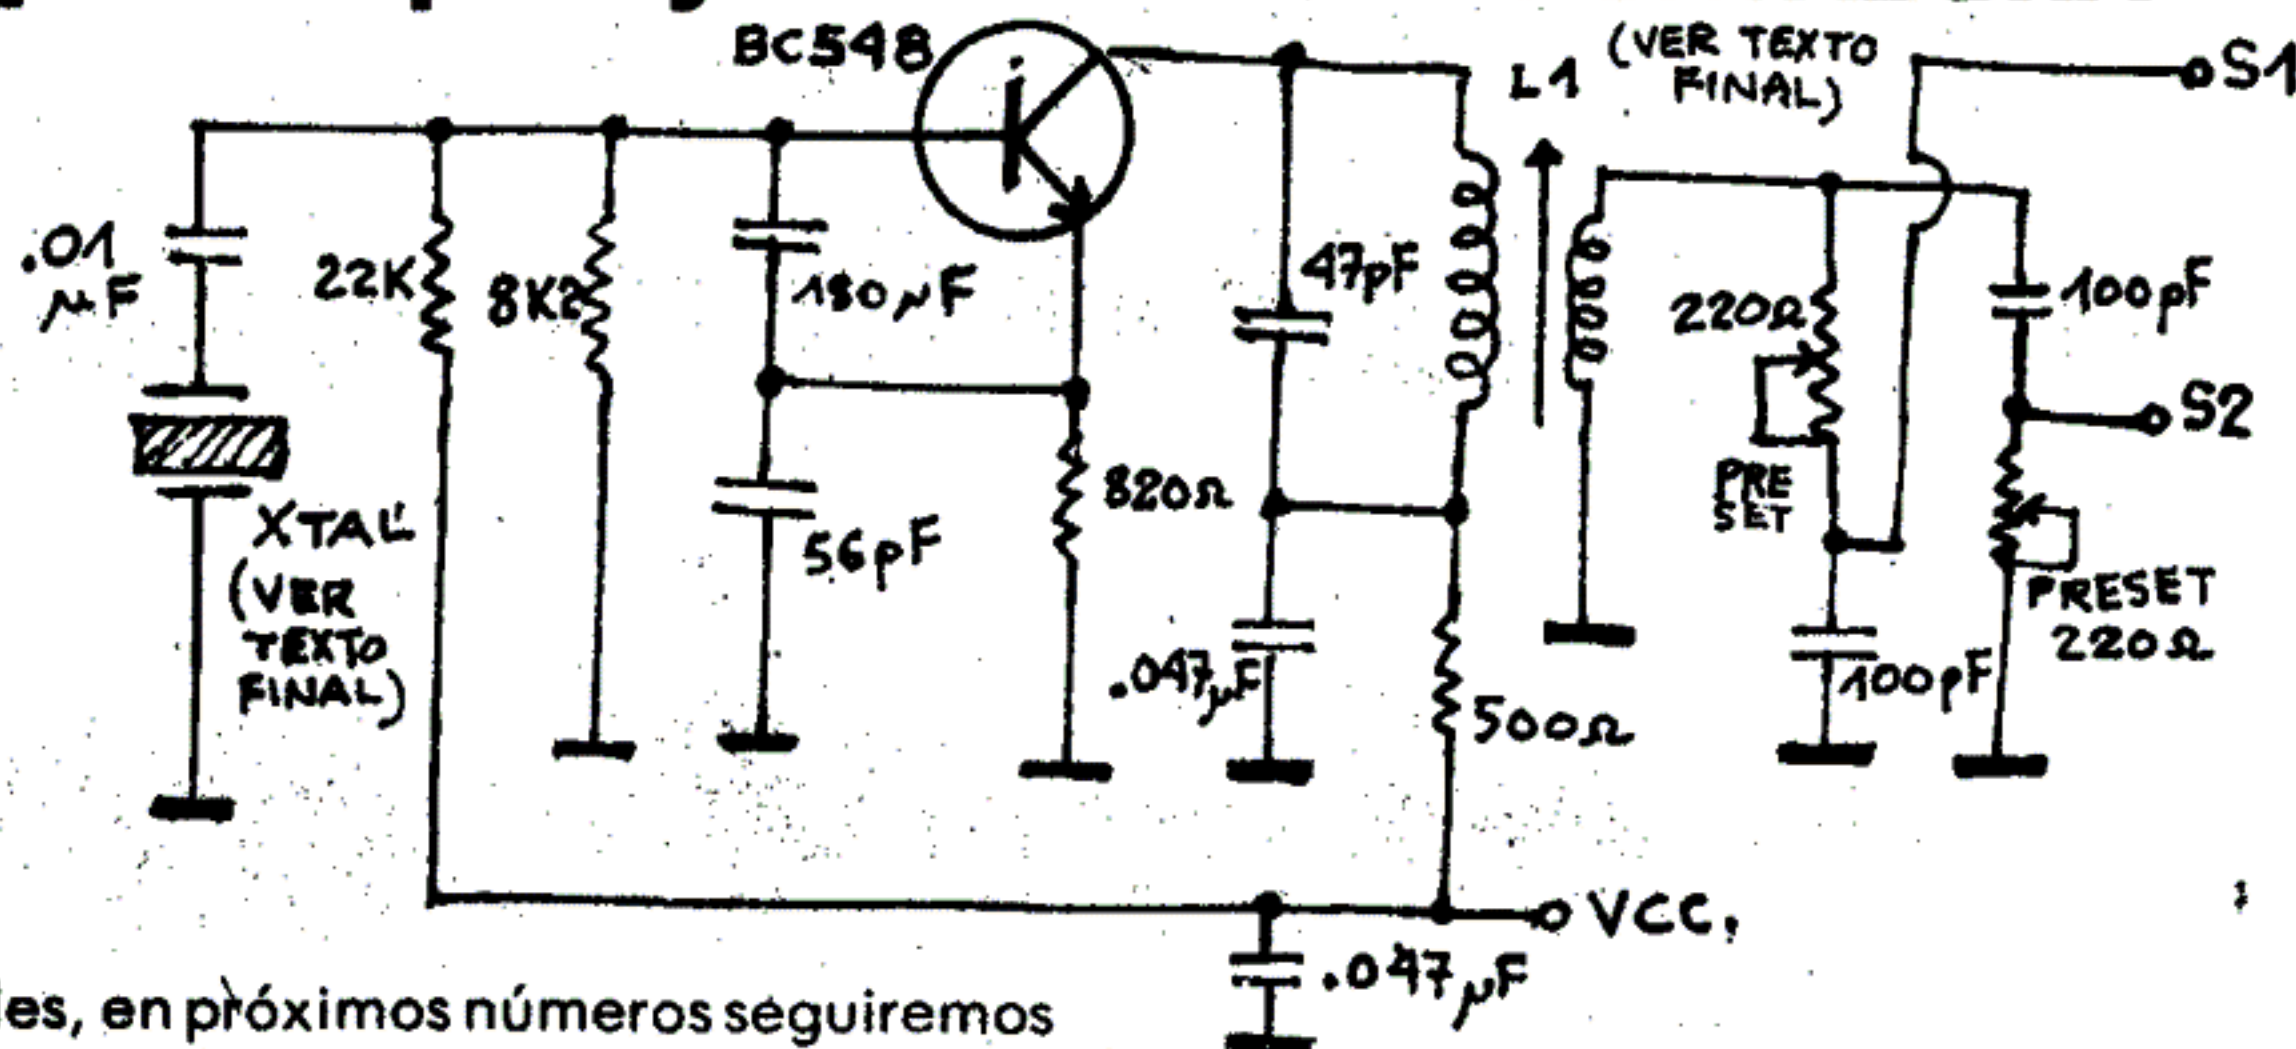 BC548
L1
(VER TEXTO
FINAL)
S1
.01
µF
22K
8K2
180µF
47pF
220Ω
100pF
S2
PRE
SET
820Ω
XTAL
(VER
TEXTO
FINAL)
56pF
PRESET
220Ω
.047µF
500Ω
100pF
VCC.
.047µF
es, en próximos números seguiremos